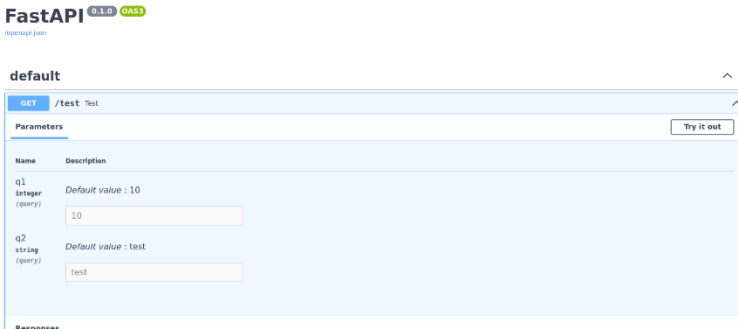 FastAPI 0.1.0 OAS3
/openapi.json
default
GET /test Test
Parameters Try it out
Name Description
q1
integer
(query)
Default value : 10
10
q2
string
(query)
Default value : test
test
Responses